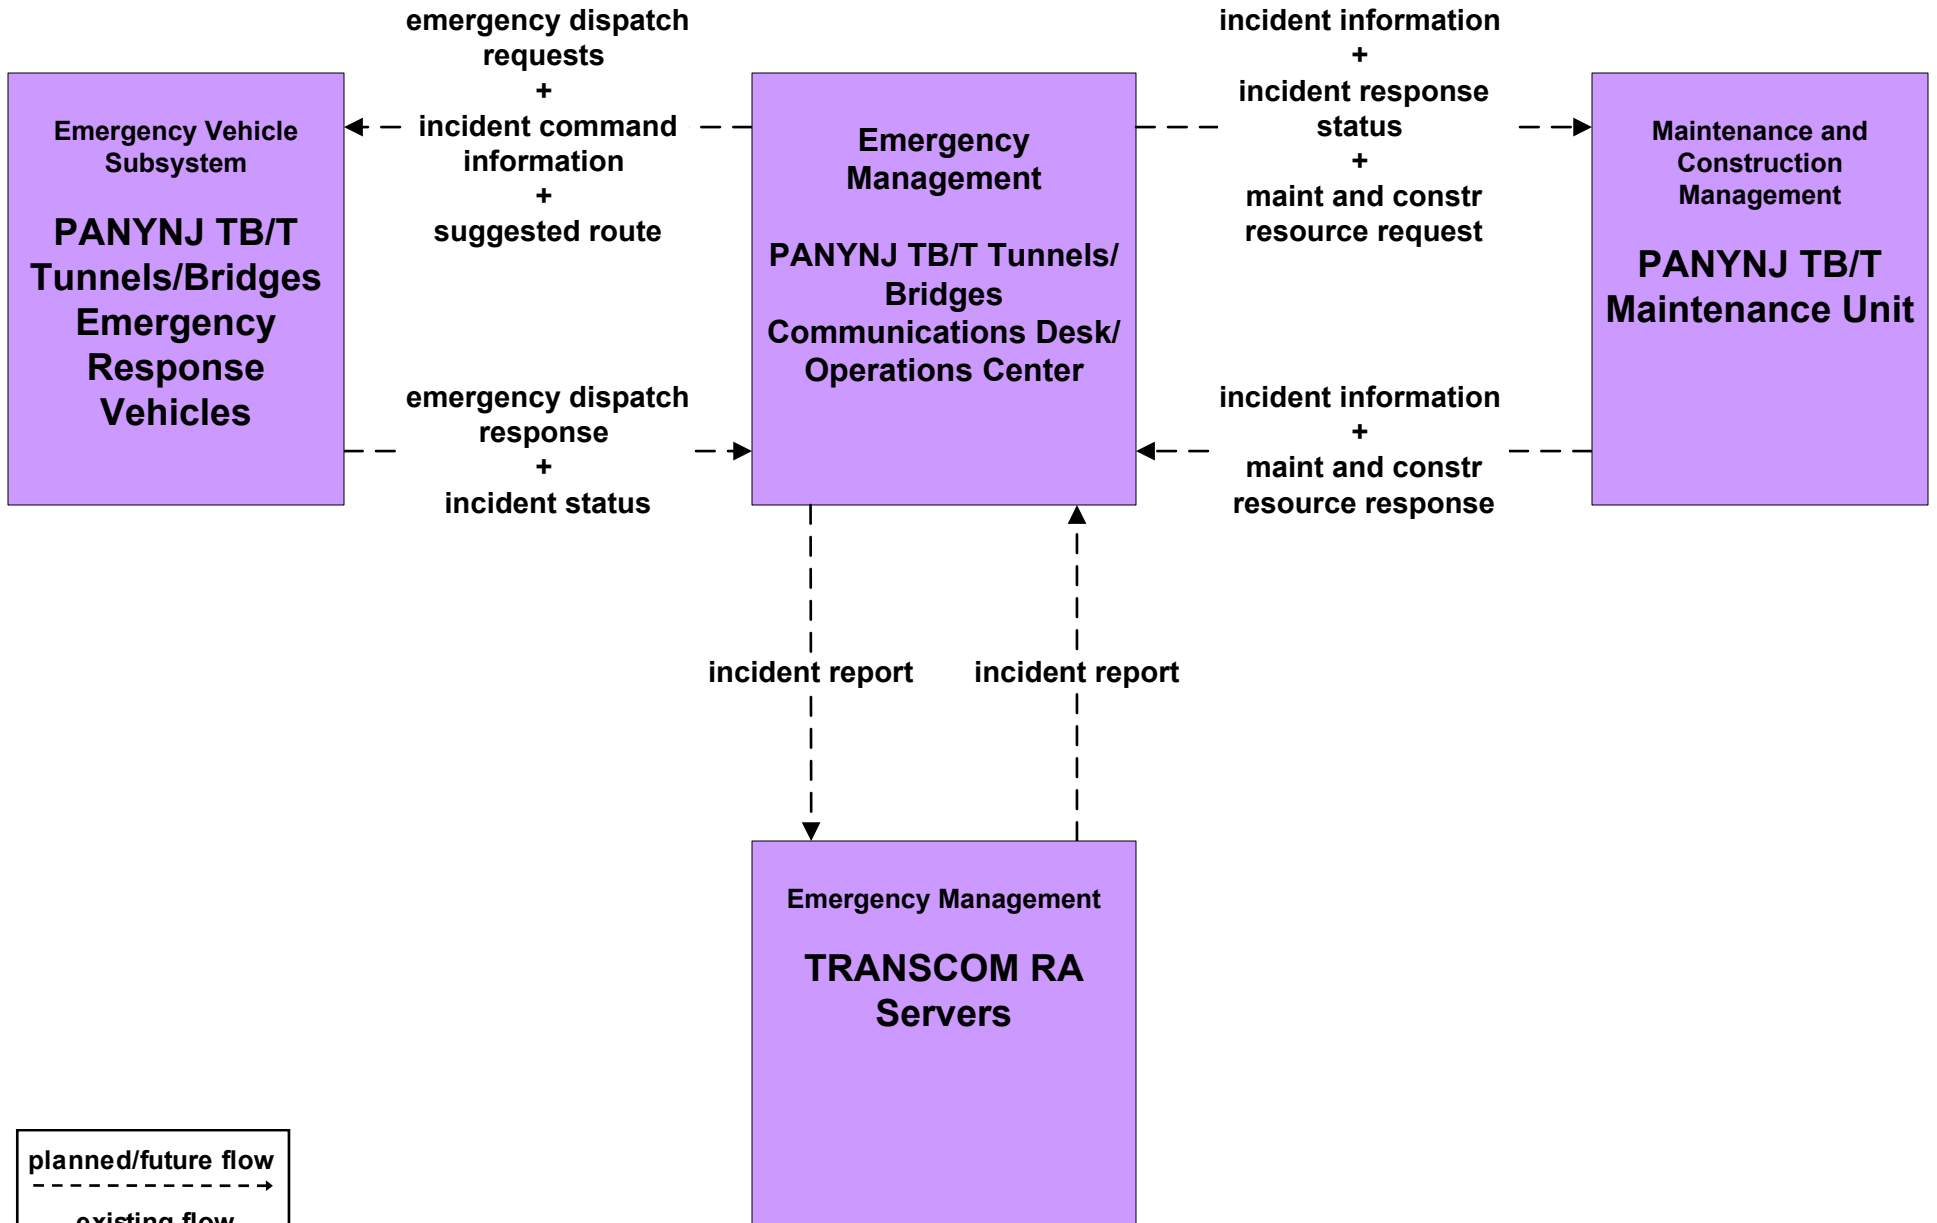 emergency dispatch
requests
+
incident command
information
+
suggested route
incident information
+
incident response
status
+
maint and constr
resource request
Emergency Vehicle
Subsystem
PANYNJ TB/T
Tunnels/Bridges
Emergency
Response
Vehicles
Emergency
Management
PANYNJ TB/T Tunnels/
Bridges
Communications Desk/
Operations Center
Maintenance and
Construction
Management
PANYNJ TB/T
Maintenance Unit
emergency dispatch
response
+
incident status
incident information
+
maint and constr
resource response
incident report
incident report
Emergency Management
TRANSCOM RA
Servers
planned/future flow
existing flow